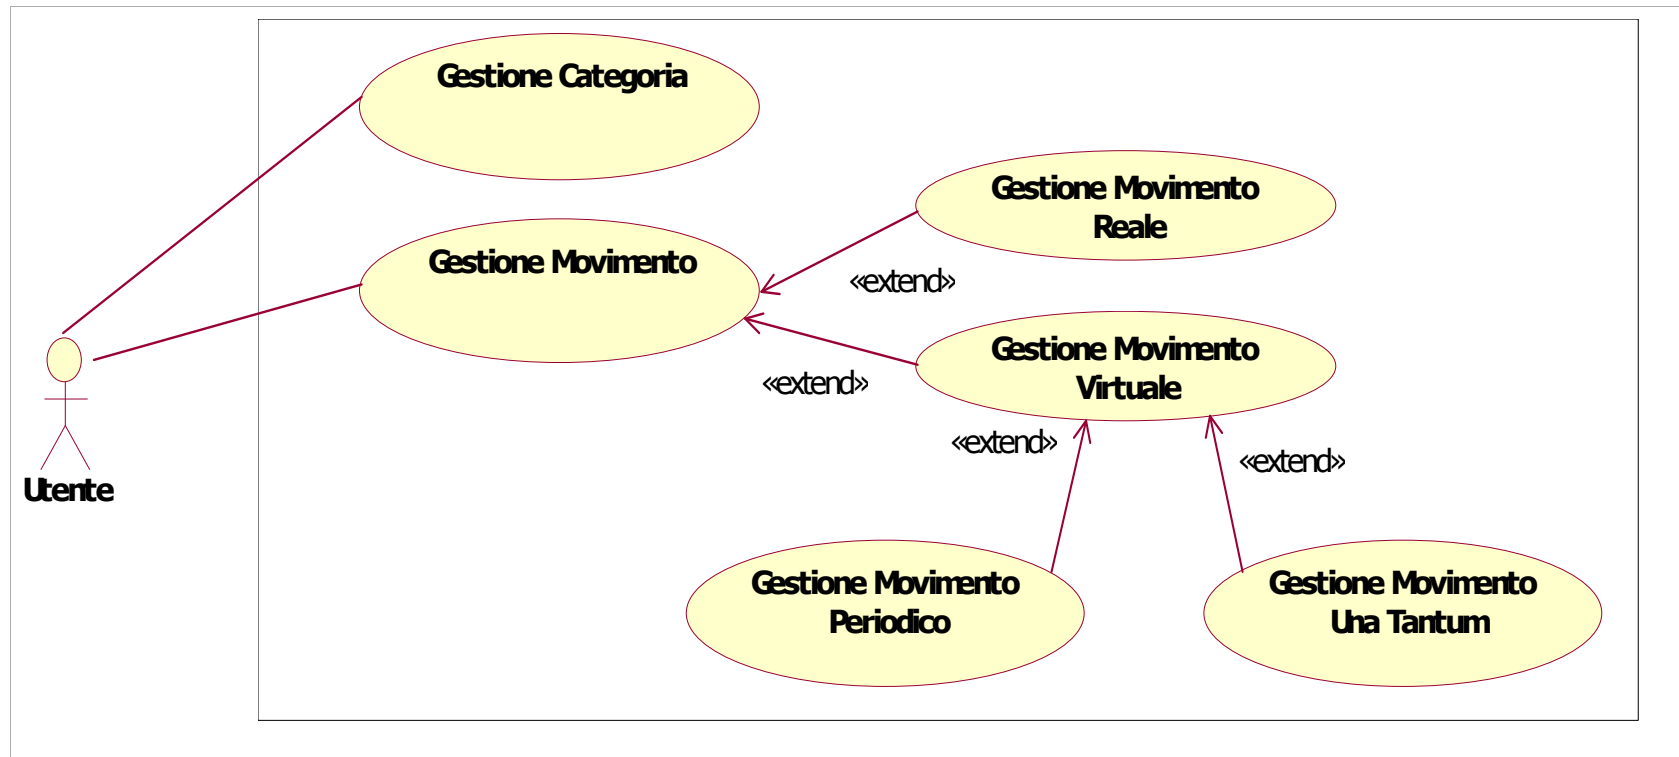 Gestione Categoria
Gestione Movimento
Reale
Gestione Movimento
«extend»
Gestione Movimento
Virtuale
«extend»
«extend»
«extend»
Utente
Gestione Movimento
Periodico
Gestione Movimento
Una Tantum